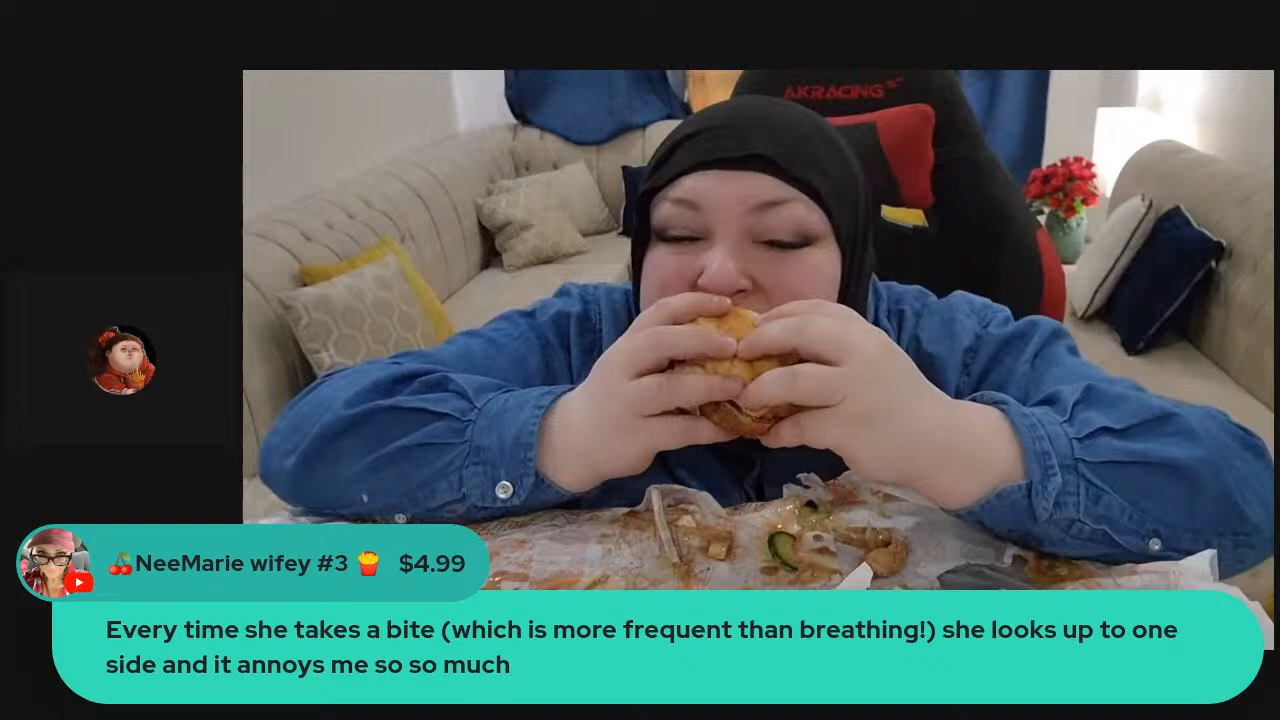 AKRACING
🍒NeeMarie wifey #3 🍟 $4.99
Every time she takes a bite (which is more frequent than breathing!) she looks up to one
side and it annoys me so so much